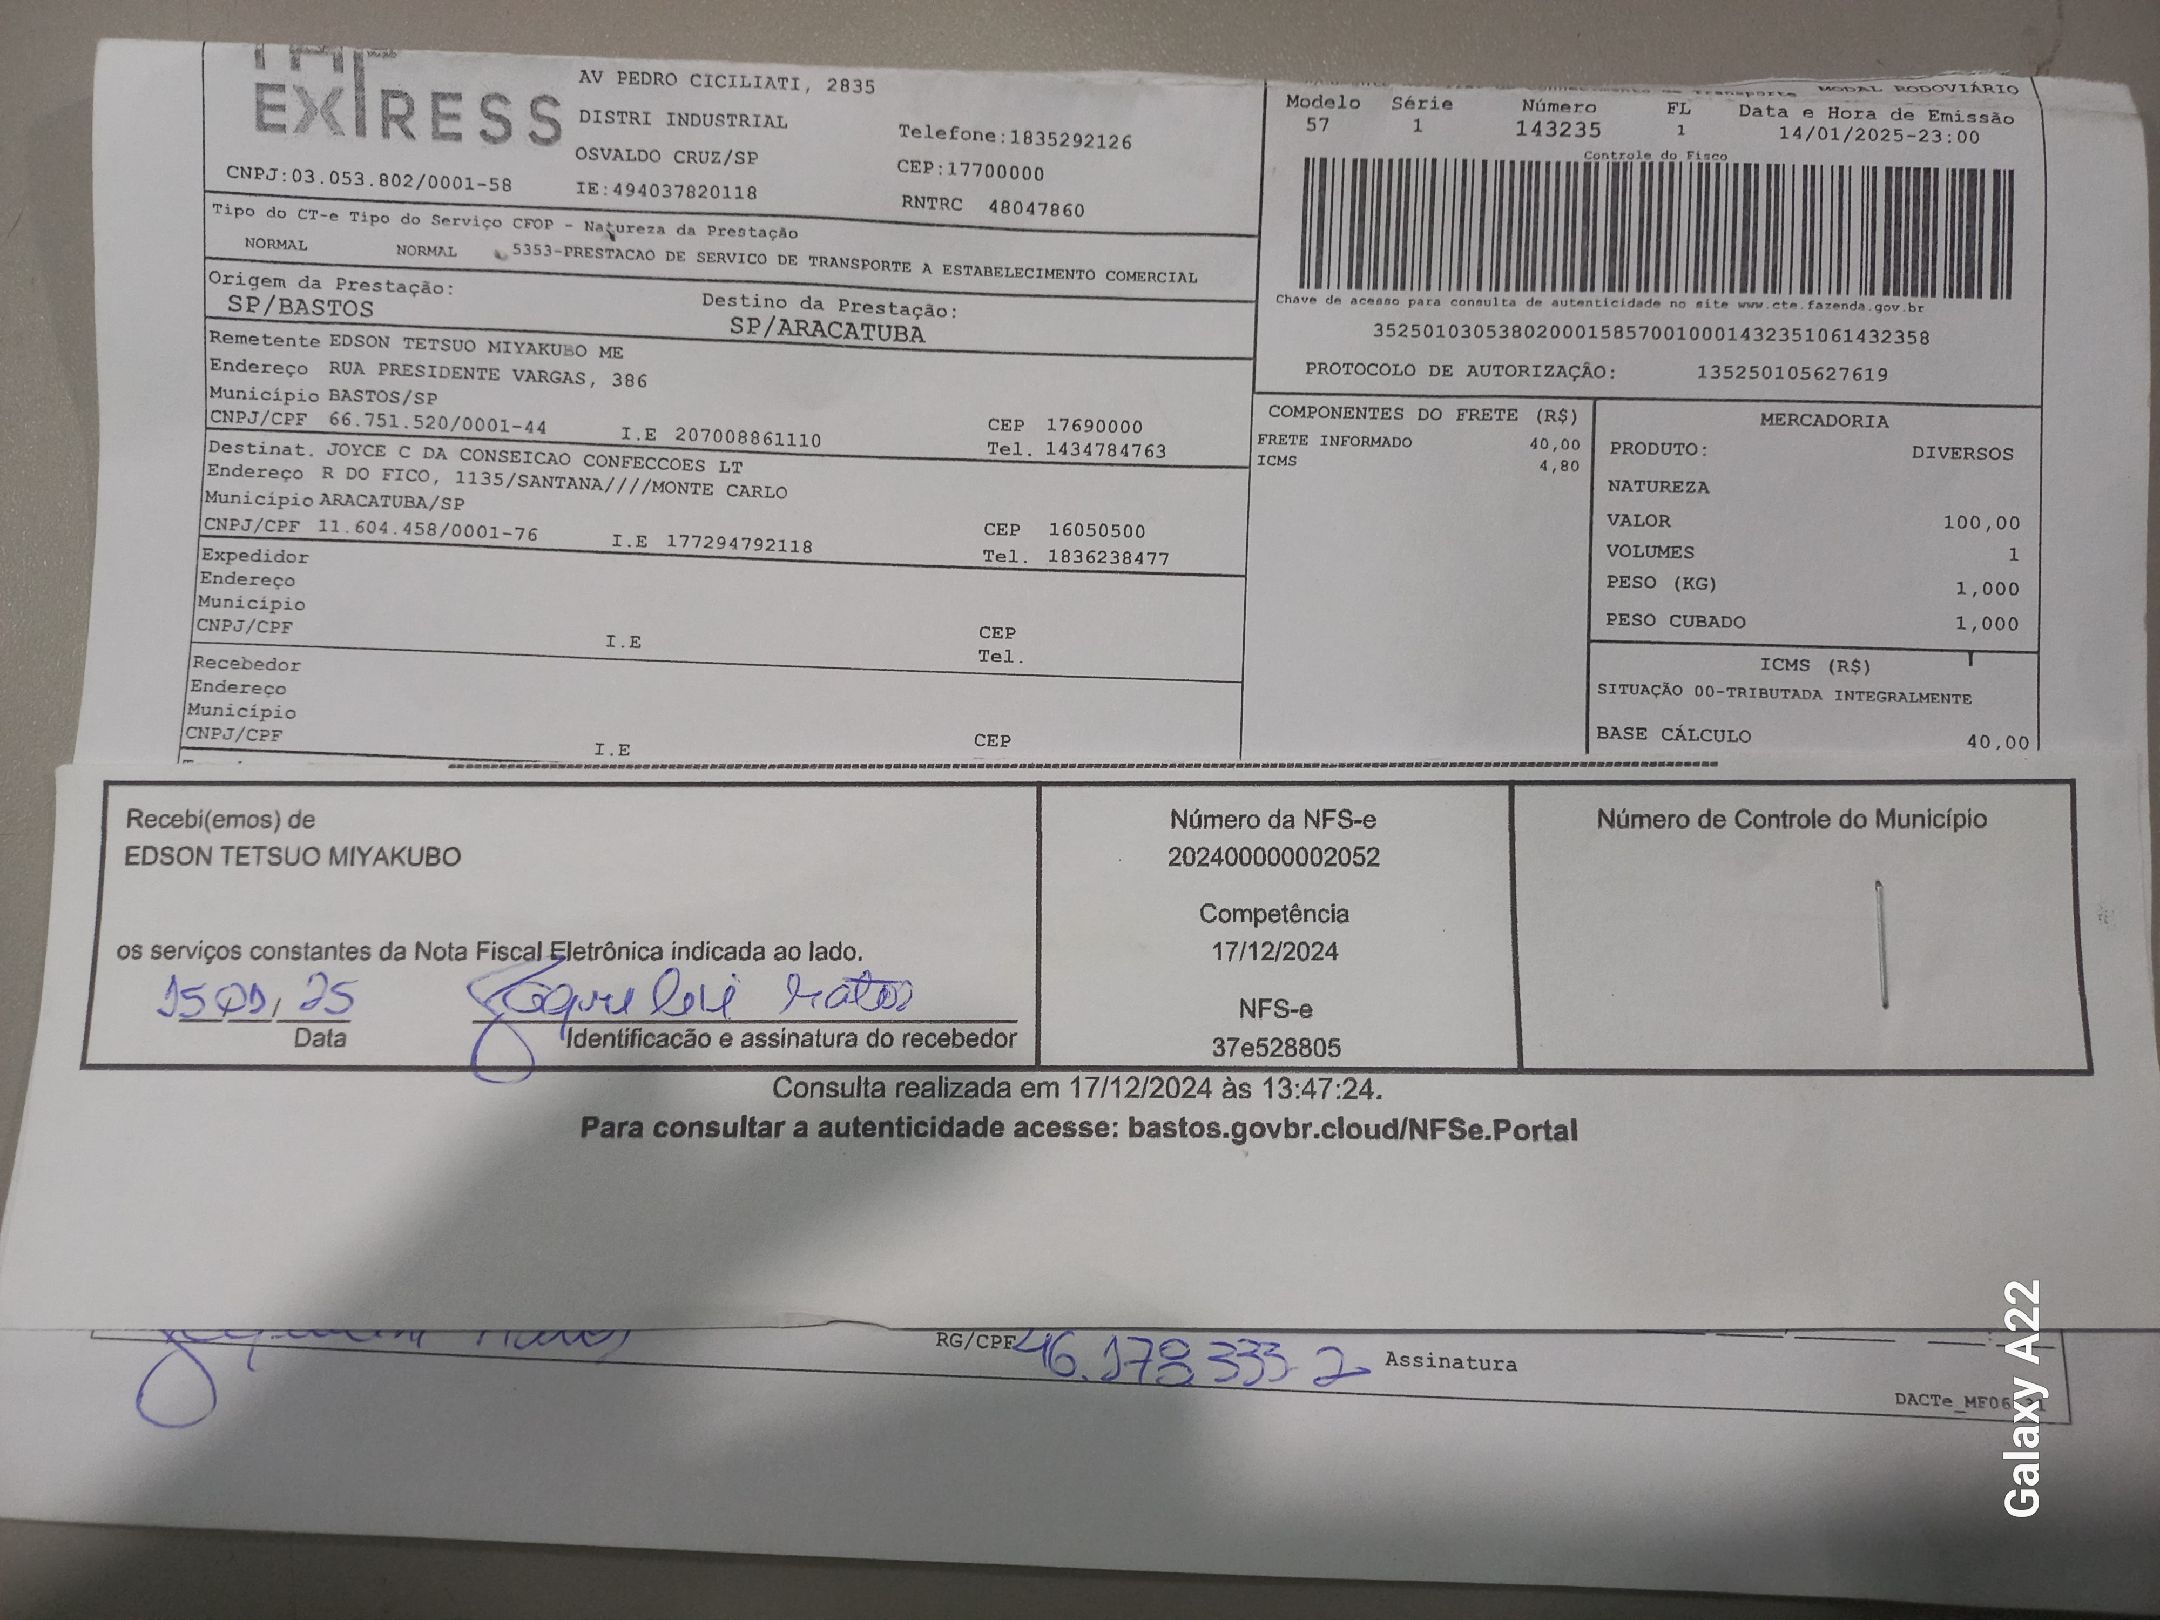 EXPRESS
AV PEDRO CICILIATI, 2835
DISTRI INDUSTRIAL
Telefone:1835292126
OSVALDO CRUZ/SP
CEP:17700000
CNPJ:03.053.802/0001-58
IE:494037820118
RNTRC 48047860
MODAL RODOVIÁRIO
Modelo Série Número FL Data e Hora de Emissão
57 1 143235 1 14/01/2025-23:00
Controle do Fisco
Chave de acesso para consulta de autenticidade no site www.cte.fazenda.gov.br
35250103053802000158570010001432351061432358
PROTOCOLO DE AUTORIZAÇÃO: 135250105627619
Tipo do CT-e Tipo do Serviço CFOP - Natureza da Prestação
NORMAL NORMAL 5353-PRESTACAO DE SERVICO DE TRANSPORTE A ESTABELECIMENTO COMERCIAL
Origem da Prestação: Destino da Prestação:
SP/BASTOS SP/ARACATUBA
Remetente EDSON TETSUO MIYAKUBO ME
Endereço RUA PRESIDENTE VARGAS, 386
Município BASTOS/SP CEP 17690000
CNPJ/CPF 66.751.520/0001-44 I.E 207008861110 Tel. 1434784763
Destinat. JOYCE C DA CONSEICAO CONFECCOES LT
Endereço R DO FICO, 1135/SANTANA////MONTE CARLO
Município ARACATUBA/SP CEP 16050500
CNPJ/CPF 11.604.458/0001-76 I.E 177294792118 Tel. 1836238477
Expedidor
Endereço
Município CEP
CNPJ/CPF I.E Tel.
Recebedor
Endereço
Município
CNPJ/CPF I.E CEP
COMPONENTES DO FRETE (R$)
FRETE INFORMADO 40,00
ICMS 4,80
MERCADORIA
PRODUTO: DIVERSOS
NATUREZA
VALOR 100,00
VOLUMES 1
PESO (KG) 1,000
PESO CUBADO 1,000
ICMS (R$)
SITUAÇÃO 00-TRIBUTADA INTEGRALMENTE
BASE CÁLCULO 40,00
Recebi(emos) de
EDSON TETSUO MIYAKUBO
os serviços constantes da Nota Fiscal Eletrônica indicada ao lado.
15 01 25
Data Identificacão e assinatura do recebedor
Número da NFS-e
202400000002052
Competência
17/12/2024
NFS-e
37e528805
Número de Controle do Município
Consulta realizada em 17/12/2024 às 13:47:24.
Para consultar a autenticidade acesse: bastos.govbr.cloud/NFSe.Portal
RG/CPF 46.178 333 2 Assinatura
Galaxy A22